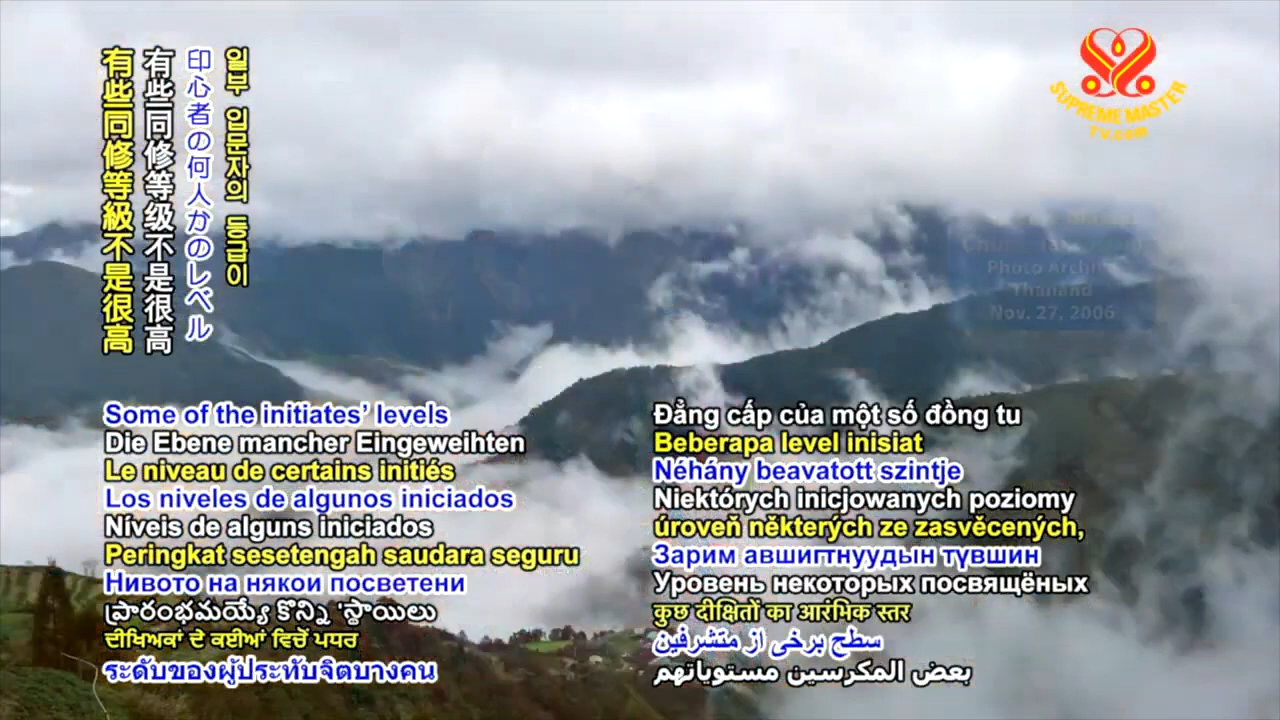 有些同修等級不是很高
有些同修等级不是很高
印心者の何人かのレベル
일부 입문자의 등급이
SUPREME MASTER
TV.com
Photo Archi
Nov. 27, 2006
Some of the initiates’ levels
Die Ebene mancher Eingeweihten
Le niveau de certains initiés
Los niveles de algunos iniciados
Níveis de alguns iniciados
Peringkat sesetengah saudara seguru
Нивото на някои посветени
ప్రారంభమయ్యే కొన్ని 'స్థాయిలు
ਦੀਖਿਅਕਾਂ ਦੇ ਕਈਆਂ ਵਿਚੋਂ ਪਧਰ
ระดับของผู้ประทับจิตบางคน
Đẳng cấp của một số đồng tu
Beberapa level inisiat
Néhány beavatott szintje
Niektórych inicjowanych poziomy
úroveň některých ze zasvěcených,
Зарим авшигтнуудын түвшин
Уровень некоторых посвящёных
कुछ दीक्षितों का आरंभिक स्तर
سطح برخی از متشرفین
بعض المكرسين مستوياتهم